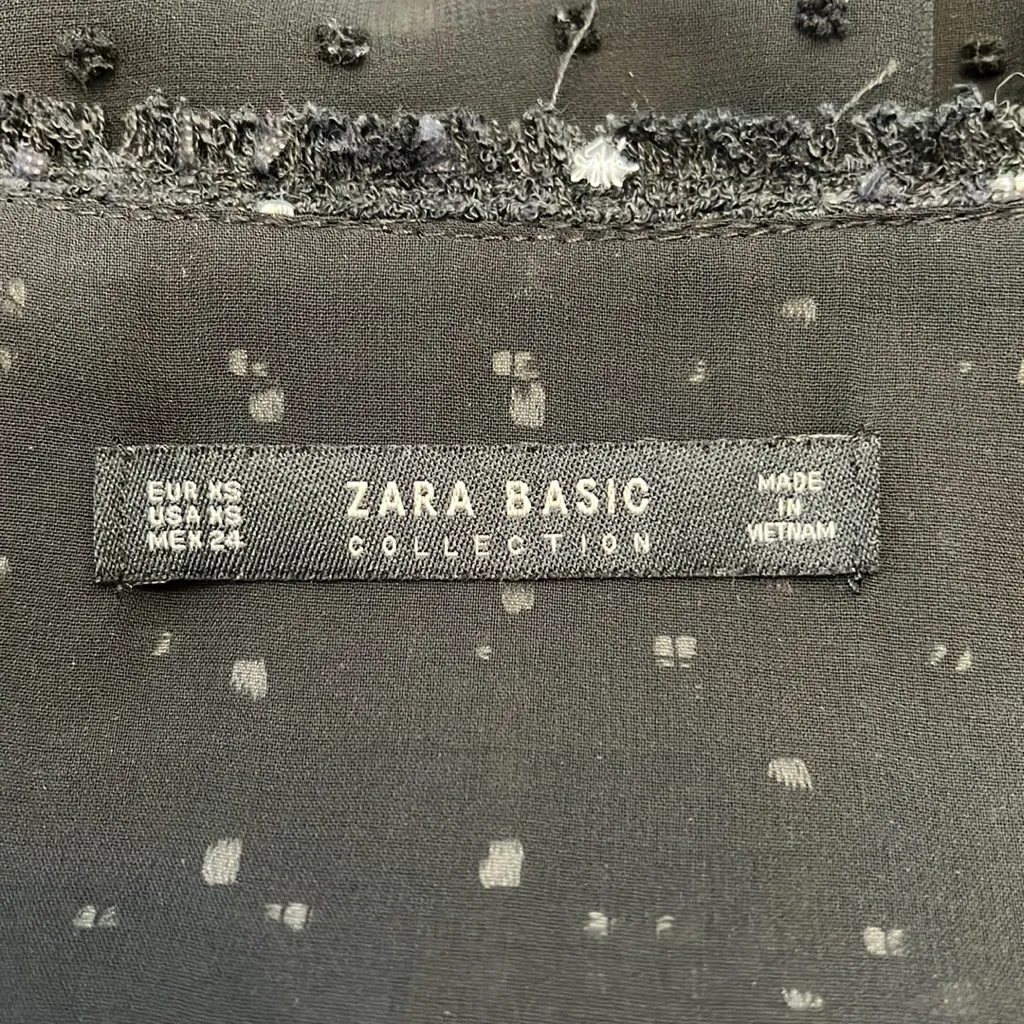 EUR XS
USA XS
MEX 24
ZARA BASIC
COLLECTION
MADE
IN
VIETNAM